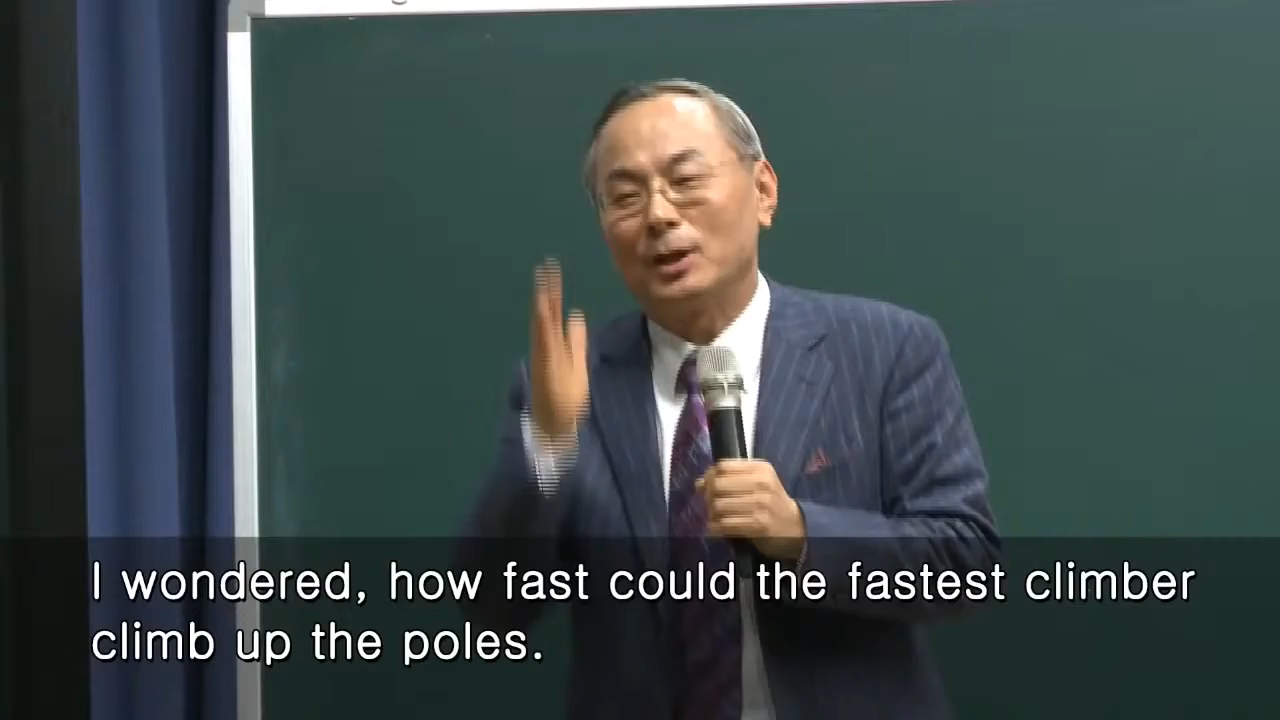 I wondered, how fast could the fastest climber
climb up the poles.